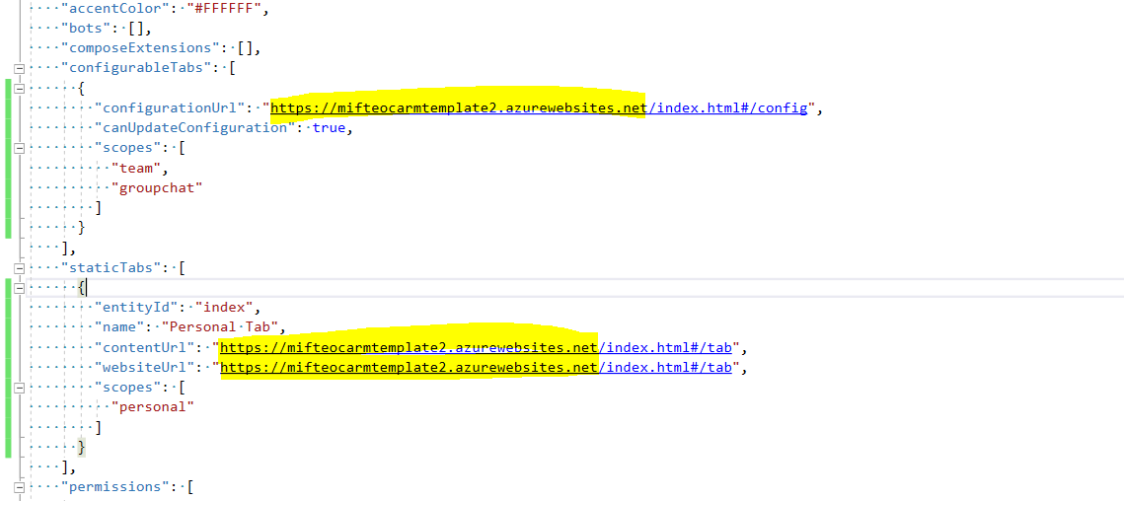 "accentColor": "#FFFFFF",
"bots": [],
"composeExtensions": [],
"configurableTabs": [
{
"configurationUrl": "https://mifteocarmtemplate2.azurewebsites.net/index.html#/config",
"canUpdateConfiguration": true,
"scopes": [
"team",
"groupchat"
]
}
],
"staticTabs": [
{
"entityId": "index",
"name": "Personal Tab",
"contentUrl": "https://mifteocarmtemplate2.azurewebsites.net/index.html#/tab",
"websiteUrl": "https://mifteocarmtemplate2.azurewebsites.net/index.html#/tab",
"scopes": [
"personal"
]
}
],
"permissions": [